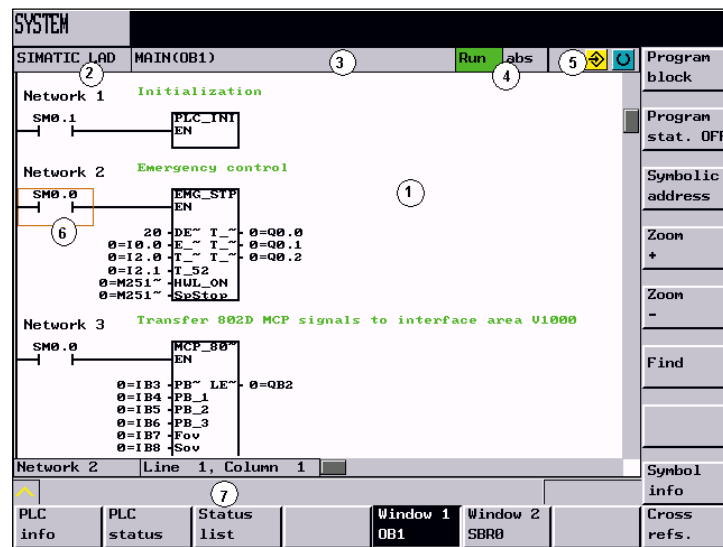 SYSTEM
SIMATIC LAD MAIN(OB1) Run abs
2 3 4 5
Program
block
Program
stat. OFF
Symbolic
address
Zoom
+
Zoom
-
Find
Symbol
info
Cross
refs.
Network 1 Initialization
SM0.1 PLC_INI
EN
Network 2 Emergency control
SM0.0 EMG_STP
EN
1
6
20 DE~ T_~ 0=Q0.0
0=I0.0 E_~ T_~ 0=Q0.1
0=I2.0 T_~ T_~ 0=Q0.2
0=I2.1 T_52
0=M251~ HWL_ON
0=M251~ SpStop
Network 3 Transfer 802D MCP signals to interface area V1000
SM0.0 MCP_80~
EN
0=IB3 PB~ LE~ 0=QB2
0=IB4 PB_1
0=IB5 PB_2
0=IB6 PB_3
0=IB7 Fov
0=IB8 Sov
Network 2 Line 1, Column 1
7
PLC
info
PLC
status
Status
list
Window 1
OB1
Window 2
SBR0